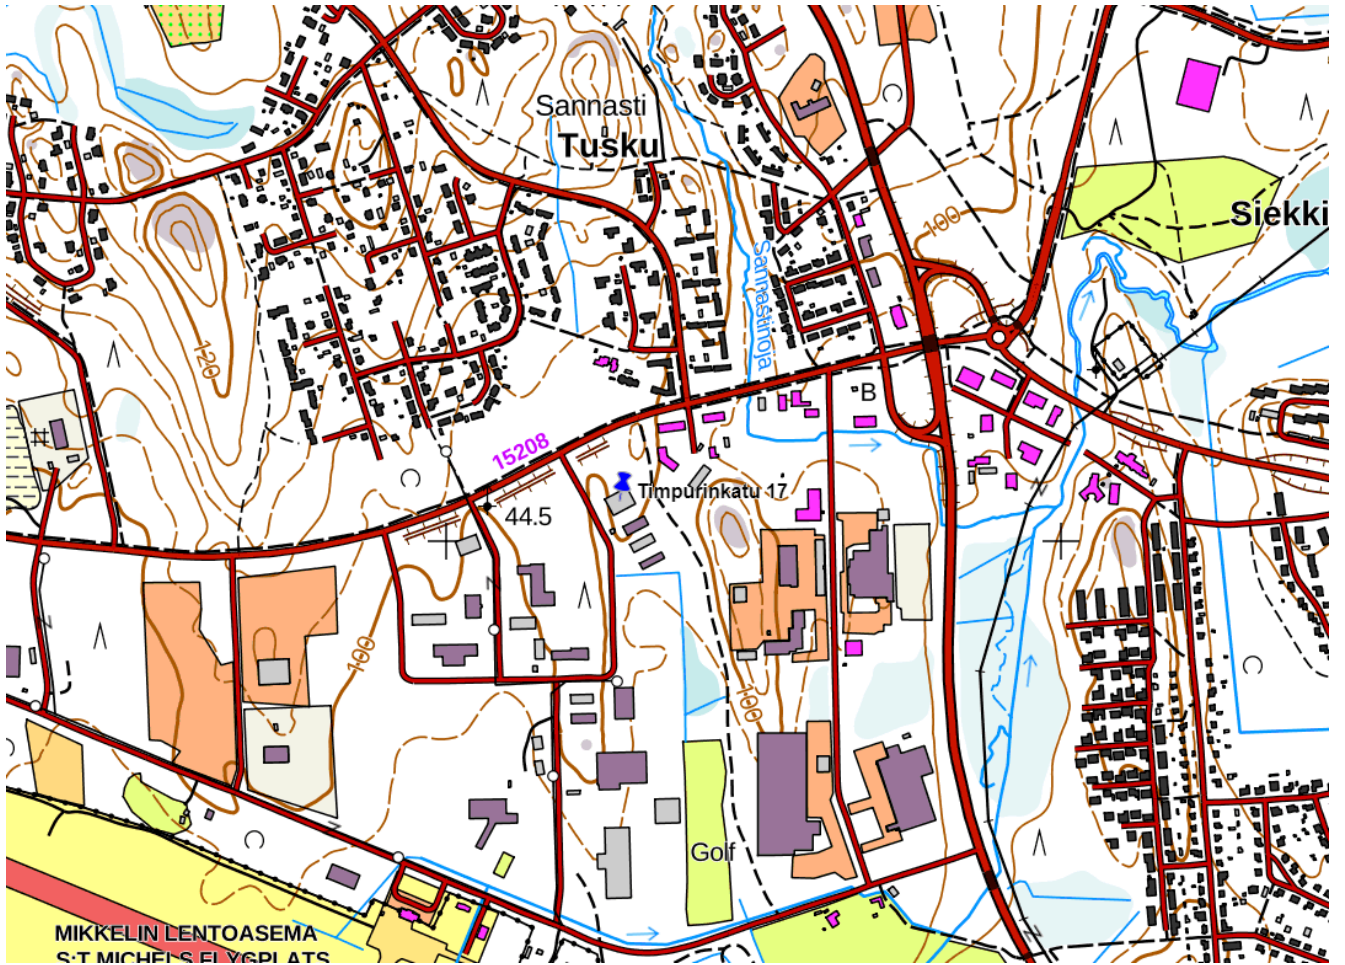 Sannasti
Tusku
100
Siekki
Sannastinoja
120
B
15208
Timpurinkatu 17
44.5
100
100
Golf
MIKKELIN LENTOASEMA
S:T MICHELS FLYGPLATS